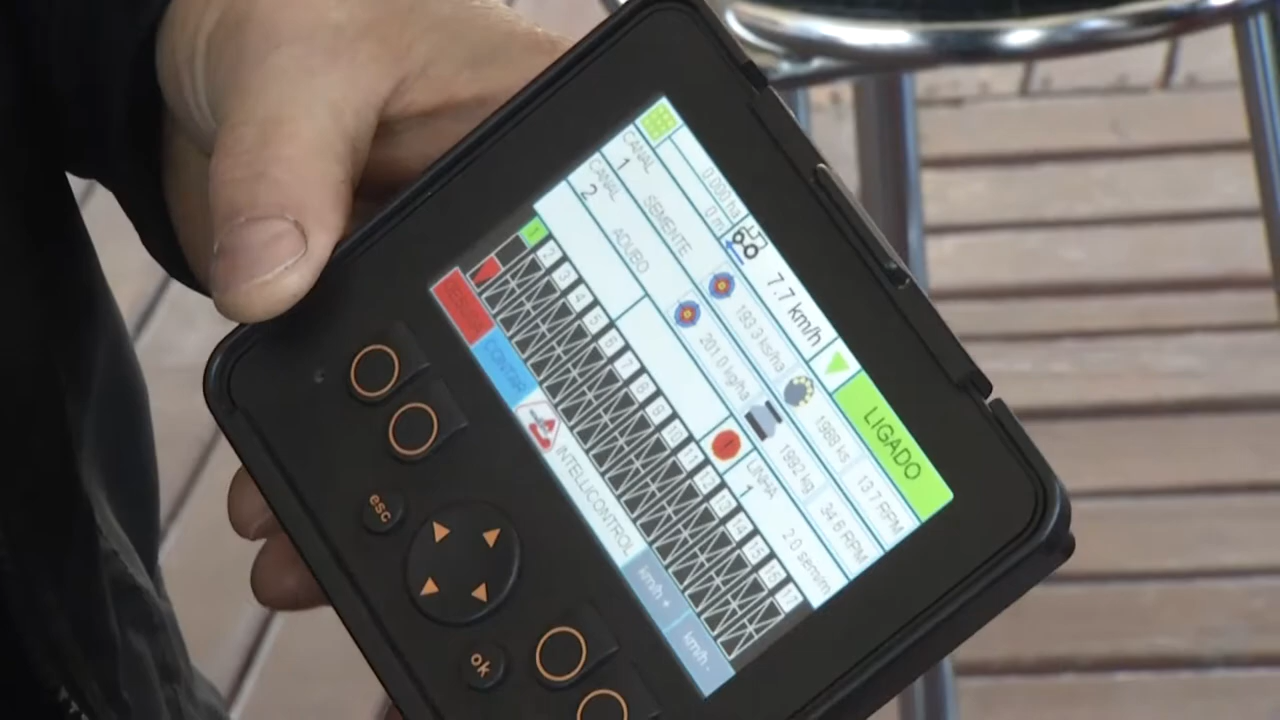 0.000 ha
0 m
7.7 km/h
LIGADO
CANAL 1
SEMENTE
193.3 ks/ha
1988 ks
13.7 RPM
CANAL 2
ADUBO
201.0 kg/ha
1992 kg
34.6 RPM
LINHA 1
2.0 sem/m
1 2 3 4 5 6 7 8 9 10 11 12 13 14 15 16 17
CONTAR
INTELLICONTROL
km/h +
km/h -
esc
ok